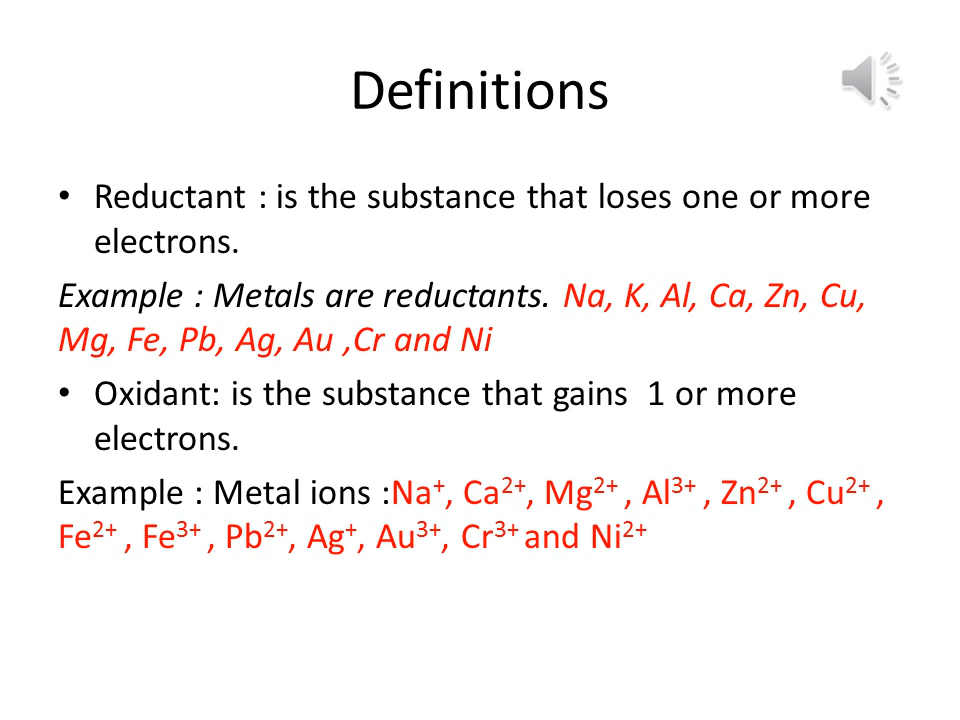 Definitions
• Reductant : is the substance that loses one or more
electrons.
Example : Metals are reductants. Na, K, Al, Ca, Zn, Cu,
Mg, Fe, Pb, Ag, Au ,Cr and Ni
• Oxidant: is the substance that gains  1 or more
electrons.
Example : Metal ions :Na⁺, Ca²⁺, Mg²⁺ , Al³⁺ , Zn²⁺ , Cu²⁺ ,
Fe²⁺ , Fe³⁺ , Pb²⁺, Ag⁺, Au³⁺, Cr³⁺ and Ni²⁺